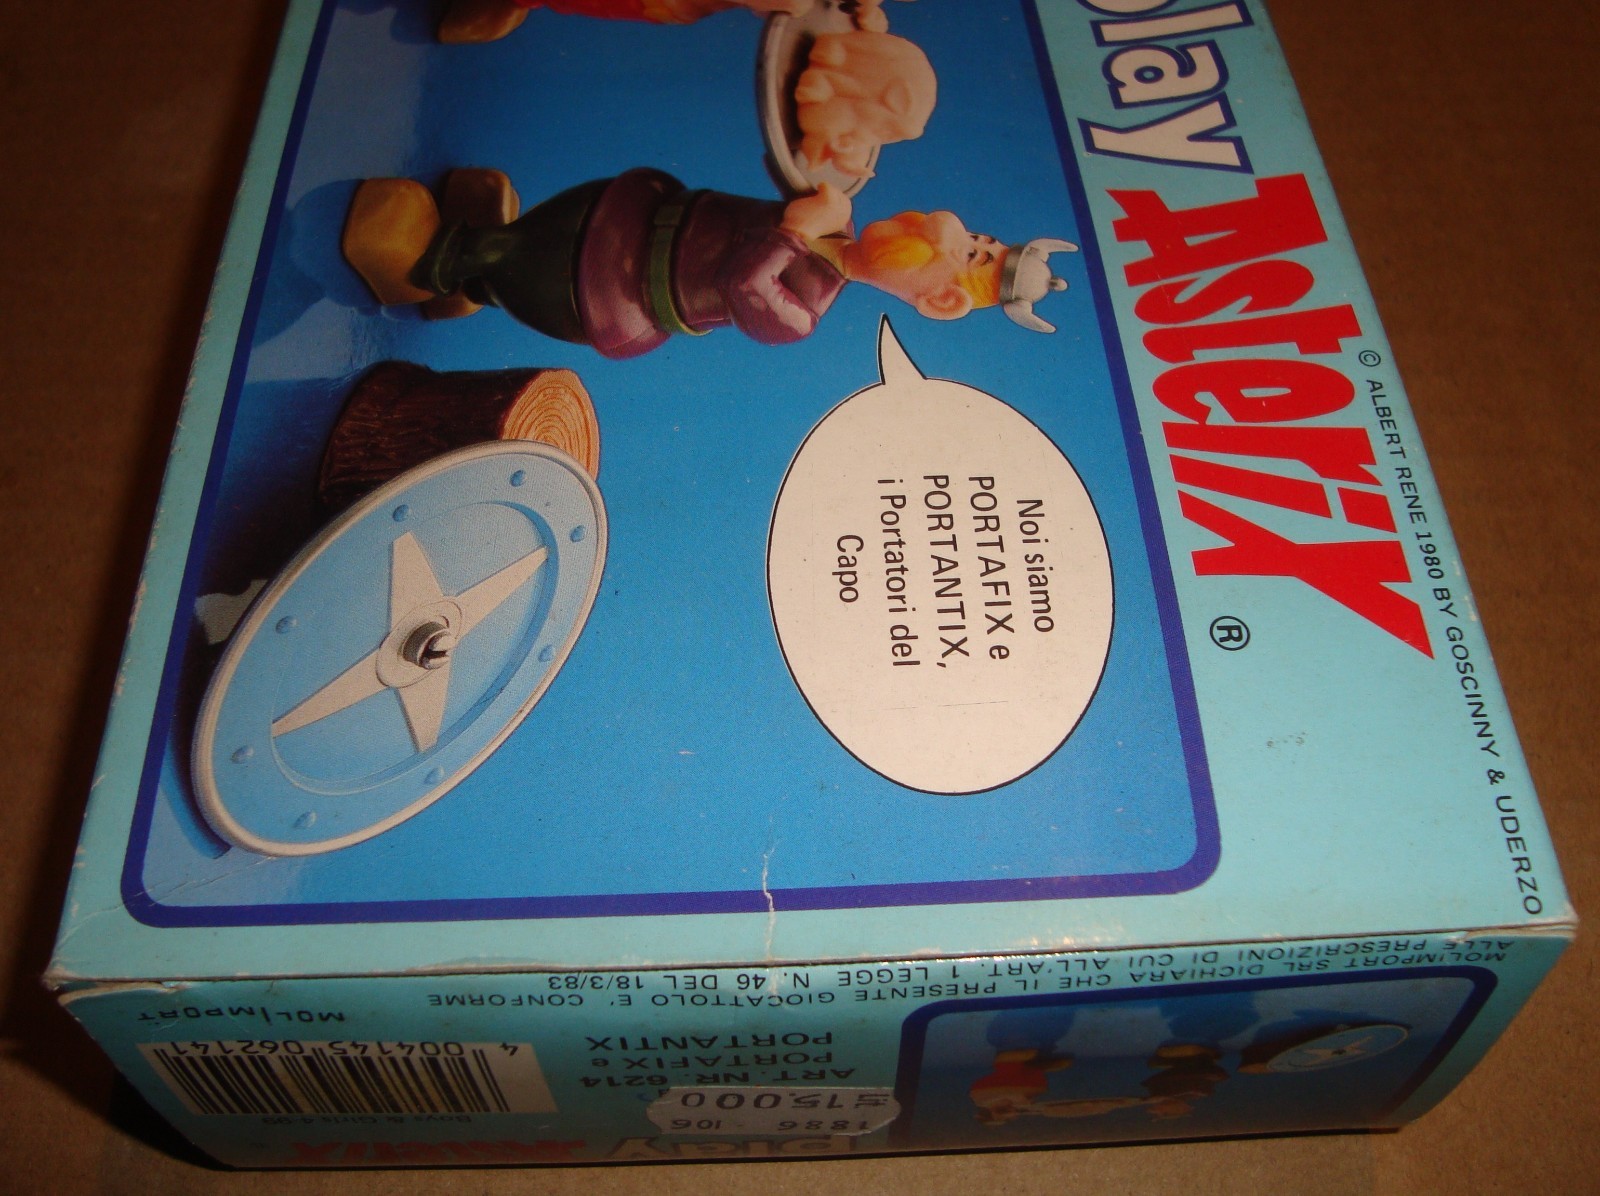 play Asterix ®
© ALBERT RENE 1980 BY GOSCINNY & UDERZO
Noi siamo
PORTAFIX e
PORTANTIX,
i Portatori del
Capo
MOLIMPORT SRL DICHIARA CHE IL PRESENTE GIOCATTOLO E' CONFORME
ALLE PRESCRIZIONI DI CUI ALL'ART. 1 LEGGE N. 46 DEL 18/3/83
MOLIMPORT
4 004145 062141
ART. NR. 6214
PORTAFIX e
PORTANTIX
1886 - 106
Lit. 15.000
play Asterix